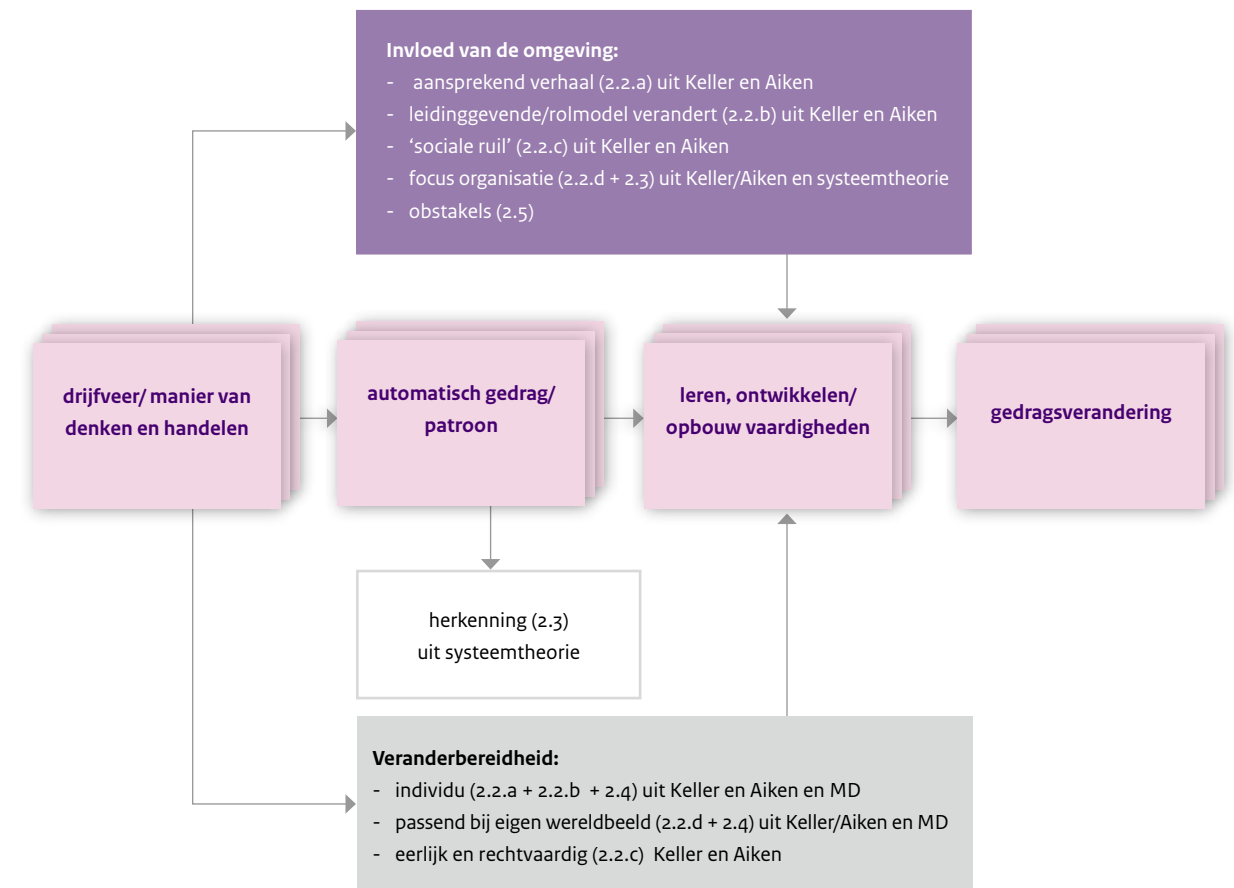 Invloed van de omgeving:
- aansprekend verhaal (2.2.a) uit Keller en Aiken
- leidinggevende/rolmodel verandert (2.2.b) uit Keller en Aiken
- ‘sociale ruil’ (2.2.c) uit Keller en Aiken
- focus organisatie (2.2.d + 2.3) uit Keller/Aiken en systeemtheorie
- obstakels (2.5)
drijfveer/ manier van
denken en handelen
automatisch gedrag/
patroon
leren, ontwikkelen/
opbouw vaardigheden
gedragsverandering
herkenning (2.3)
uit systeemtheorie
Veranderbereidheid:
- individu (2.2.a + 2.2.b + 2.4) uit Keller en Aiken en MD
- passend bij eigen wereldbeeld (2.2.d + 2.4) uit Keller/Aiken en MD
- eerlijk en rechtvaardig (2.2.c) Keller en Aiken